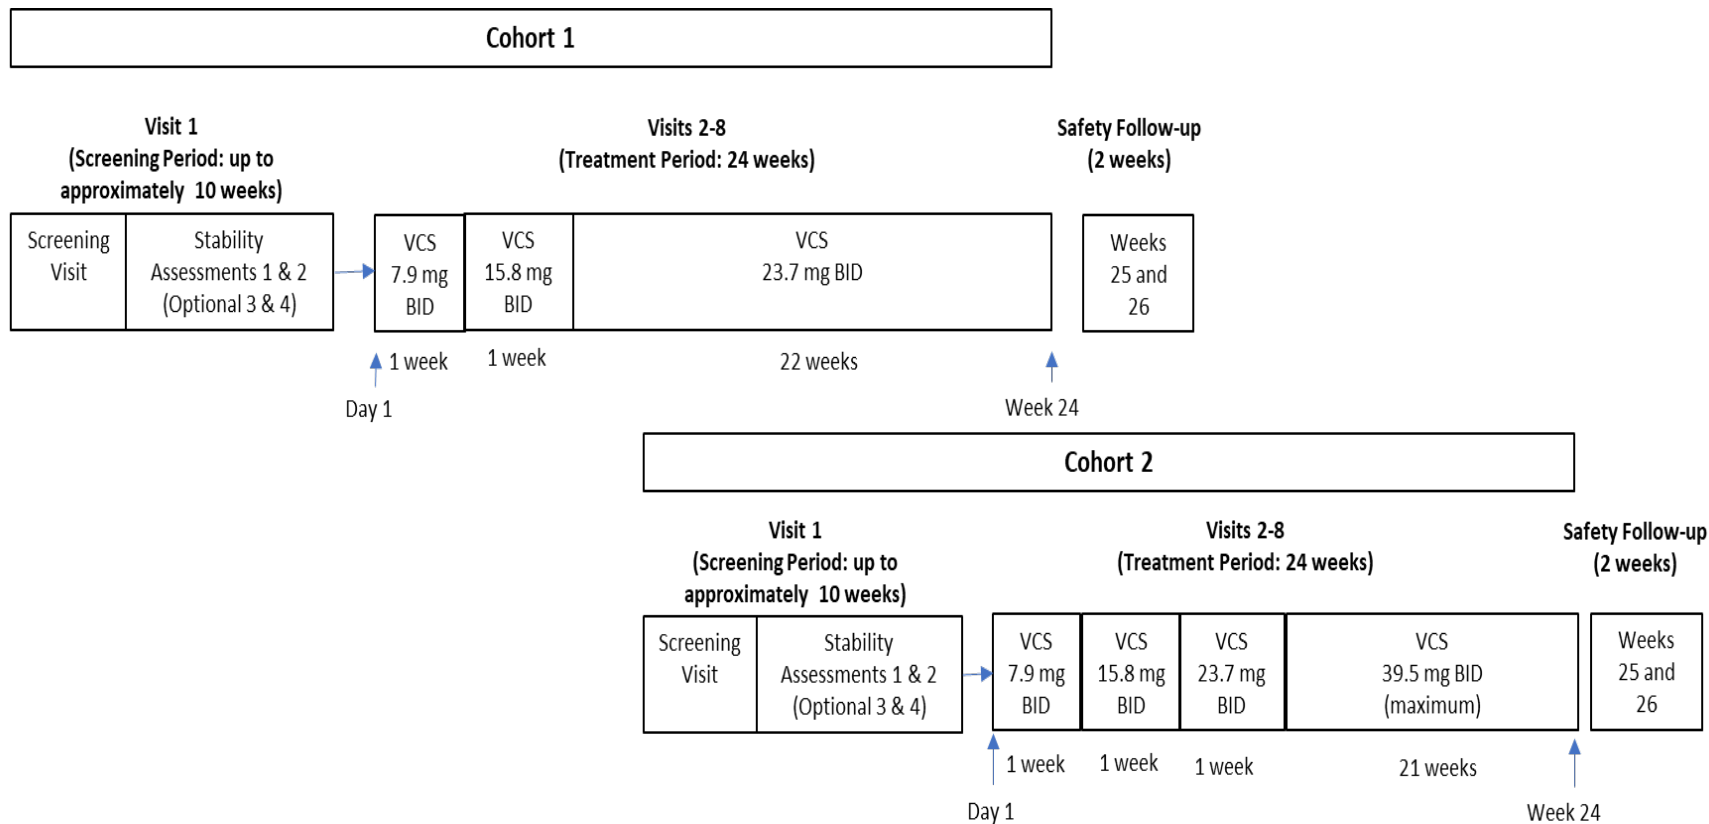 Cohort 1
Visit 1
(Screening Period: up to
approximately 10 weeks)
Visits 2-8
(Treatment Period: 24 weeks)
Safety Follow-up
(2 weeks)
Screening
Visit
Stability
Assessments 1 & 2
(Optional 3 & 4)
VCS
7.9 mg
BID
VCS
15.8 mg
BID
VCS
23.7 mg BID
Weeks
25 and
26
1 week
1 week
22 weeks
Day 1
Week 24
Cohort 2
Visit 1
(Screening Period: up to
approximately 10 weeks)
Visits 2-8
(Treatment Period: 24 weeks)
Safety Follow-up
(2 weeks)
Screening
Visit
Stability
Assessments 1 & 2
(Optional 3 & 4)
VCS
7.9 mg
BID
VCS
15.8 mg
BID
VCS
23.7 mg
BID
VCS
39.5 mg BID
(maximum)
Weeks
25 and
26
1 week
1 week
1 week
21 weeks
Day 1
Week 24